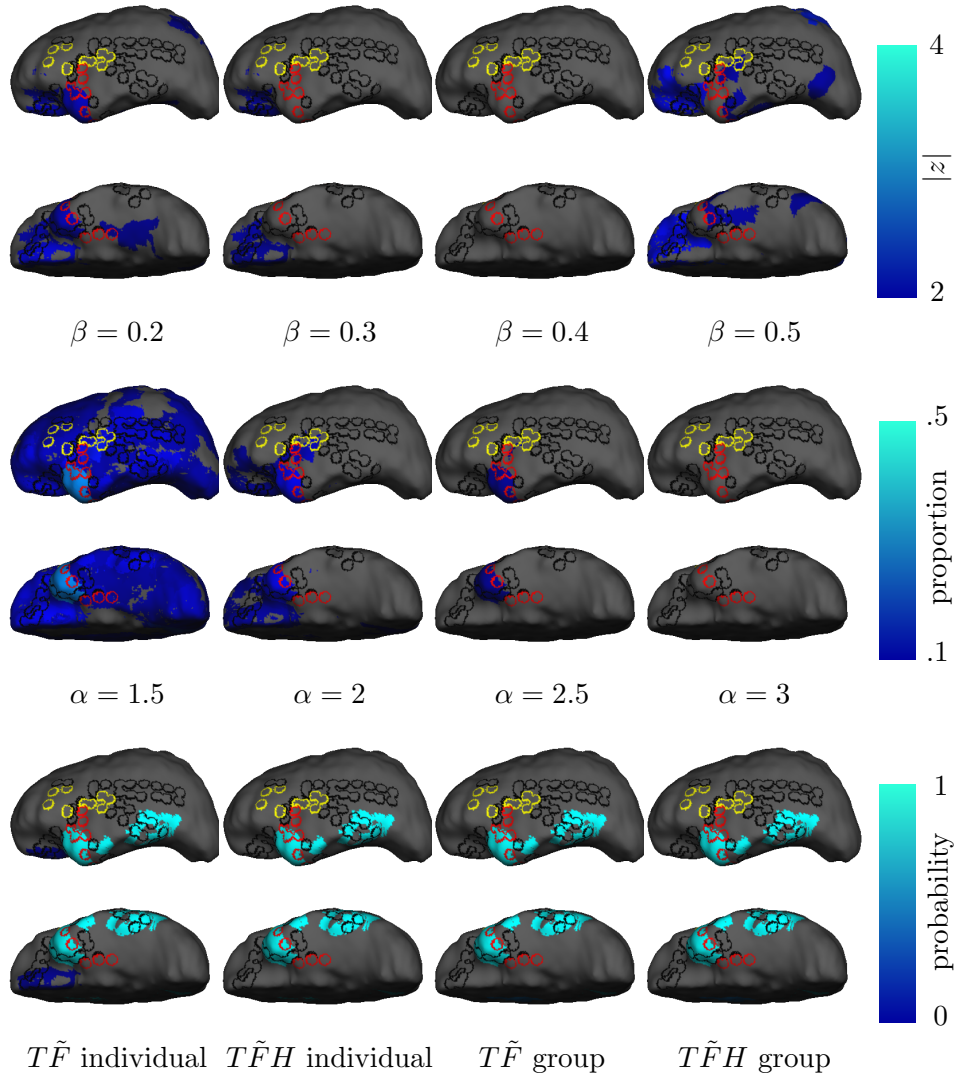 4
|z|
2
β = 0.2 β = 0.3 β = 0.4 β = 0.5
.5
proportion
.1
α = 1.5 α = 2 α = 2.5 α = 3
1
probability
0
TF̃ individual TF̃H individual TF̃ group TF̃H group